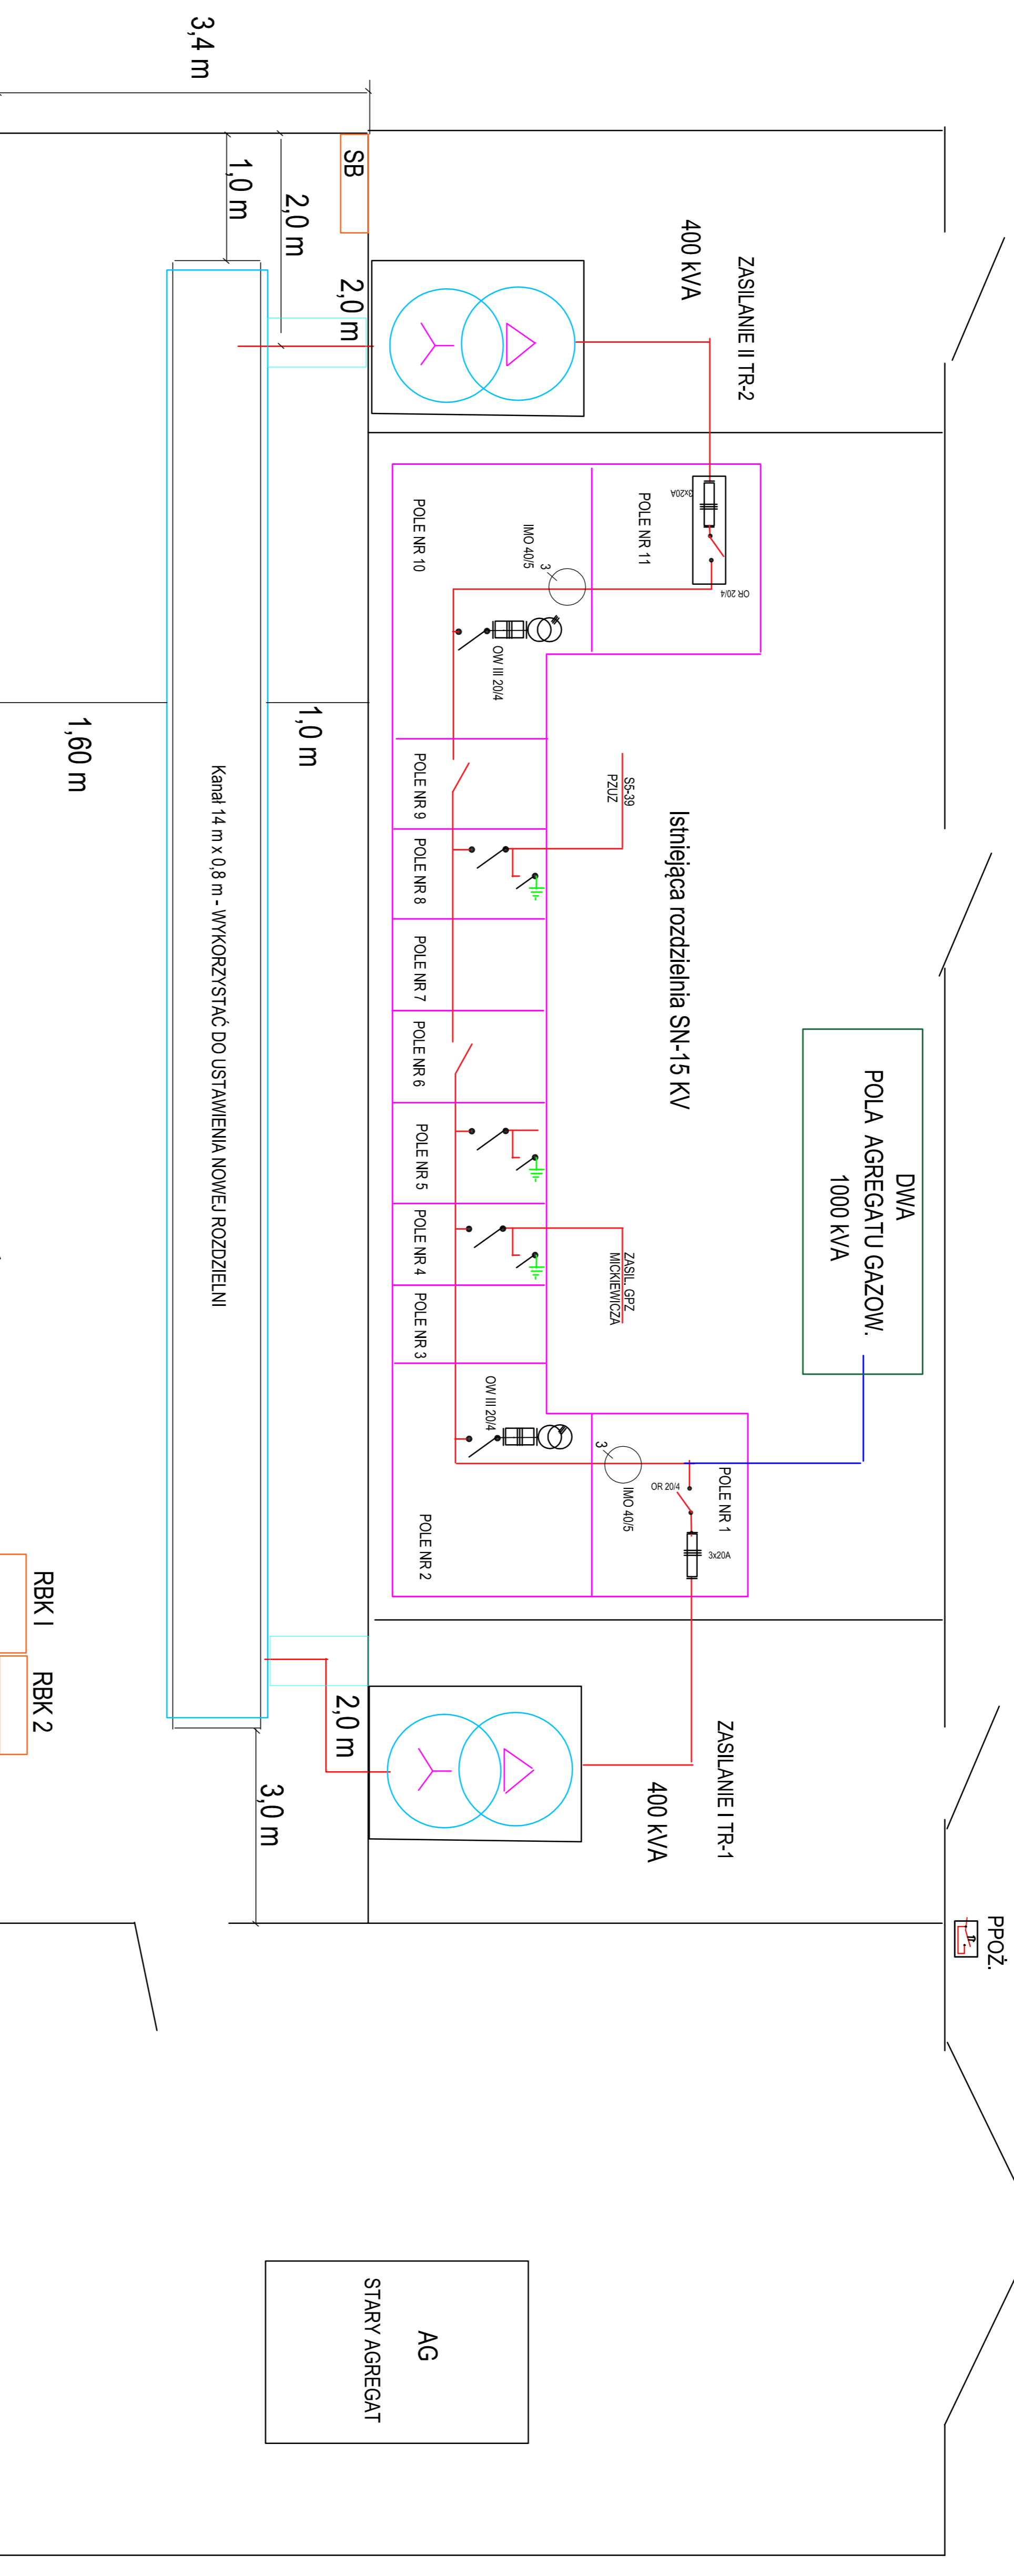 PPOŻ.
DWA
POLA AGREGATU GAZOW.
1000 kVA
ZASILANIE II TR-2
400 kVA
ZASILANIE I TR-1
400 kVA
Istniejąca rozdzielnia SN-15 KV
3x20A
OR 20/4
POLE NR 11
IMO 40/5
3
POLE NR 10
OW III 20/4
S5-39
PZUZ
POLE NR 9
POLE NR 8
POLE NR 7
POLE NR 6
POLE NR 5
POLE NR 4
POLE NR 3
ZASIL. GPZ
MICKIEWICZA
OW III 20/4
POLE NR 2
3
IMO 40/5
OR 20/4
POLE NR 1
3x20A
SB
3,4 m
1,0 m
2,0 m
2,0 m
1,0 m
1,60 m
2,0 m
3,0 m
Kanał 14 m x 0,8 m - WYKORZYSTAĆ DO USTAWIENIA NOWEJ ROZDZIELNI
AG
STARY AGREGAT
RBK I
RBK 2